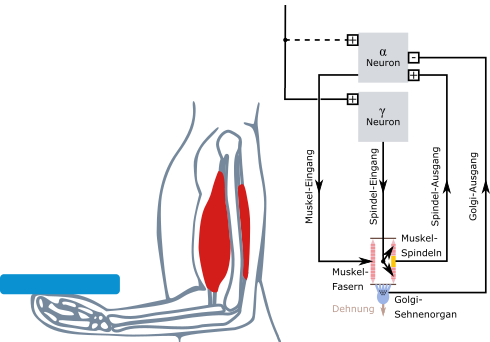 +
α
Neuron
-
+
+
γ
Neuron
Muskel-Eingang
Spindel-Eingang
Spindel-Ausgang
Golgi-Ausgang
Muskel-
Spindeln
Muskel-
Fasern
Dehnung
Golgi-
Sehnenorgan